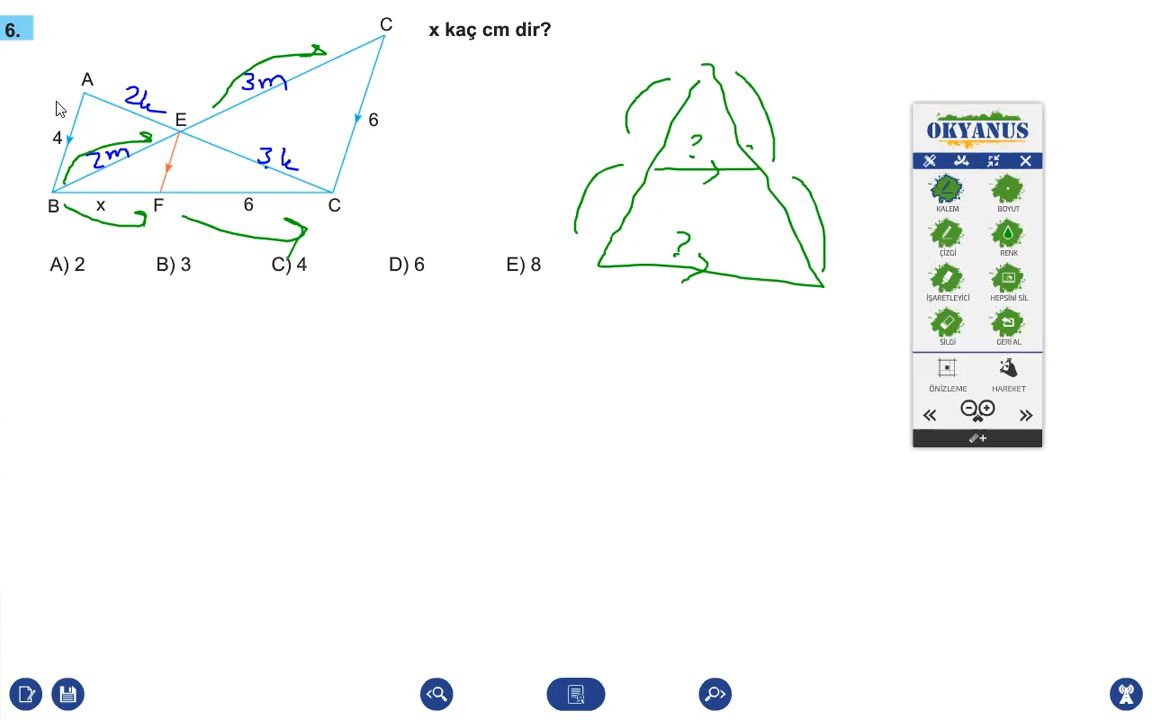 6.
x kaç cm dir?
C
A
2k
3m
E
4
2m
3k
6
B
x
F
6
C
A) 2 B) 3 C) 4 D) 6 E) 8
?
?
OKYANUS
KALEM BOYUT
ÇİZGİ RENK
İŞARETLEYİCİ HEPSİNİ SİL
SİLGİ GERİ AL
ÖNİZLEME HAREKET